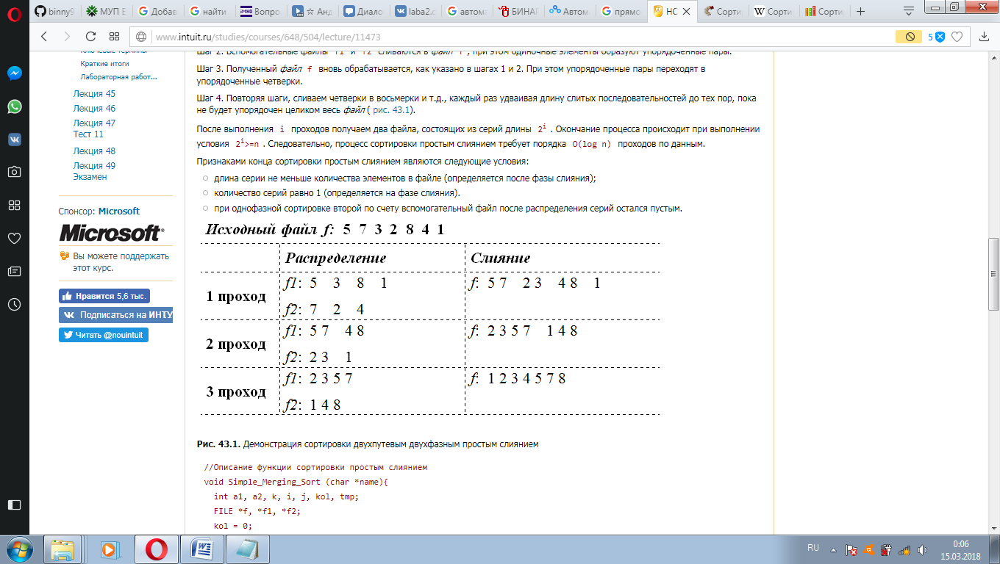 binny9
МУП Е
Добав
найти
Вопро
☆ Анд
Диало
laba2.c
автом
БИНАР
Автом
прямо
НС
Сорти
Сорти
Сорти
www.intuit.ru/studies/courses/648/504/lecture/11473
5
Ключевые термины
Краткие итоги
Лабораторная работ...
Лекция 45
Лекция 46
Лекция 47
Тест 11
Лекция 48
Лекция 49
Экзамен
Спонсор: Microsoft
Microsoft
Вы можете поддержать
этот курс.
Нравится 5,6 тыс.
Подписаться на ИНТУ
Читать @nouintuit
Шаг 2. Вспомогательные файлы f1 и f2 сливаются в файл f, при этом одиночные элементы образуют упорядоченные пары.
Шаг 3. Полученный файл f вновь обрабатывается, как указано в шагах 1 и 2. При этом упорядоченные пары переходят в
упорядоченные четверки.
Шаг 4. Повторяя шаги, сливаем четверки в восьмерки и т.д., каждый раз удваивая длину слитых последовательностей до тех пор, пока
не будет упорядочен целиком весь файл ( рис. 43.1).
После выполнения i проходов получаем два файла, состоящих из серий длины 2^i . Окончание процесса происходит при выполнении
условия 2^i>=n . Следовательно, процесс сортировки простым слиянием требует порядка O(log n) проходов по данным.
Признаками конца сортировки простым слиянием являются следующие условия:
длина серии не меньше количества элементов в файле (определяется после фазы слияния);
количество серий равно 1 (определяется на фазе слияния).
при однофазной сортировке второй по счету вспомогательный файл после распределения серий остался пустым.
Исходный файл f: 5 7 3 2 8 4 1
Распределение Слияние
1 проход
f1: 5 3 8 1
f2: 7 2 4
f: 5 7 2 3 4 8 1
2 проход
f1: 5 7 4 8
f2: 2 3 1
f: 2 3 5 7 1 4 8
3 проход
f1: 2 3 5 7
f2: 1 4 8
f: 1 2 3 4 5 7 8
Рис. 43.1. Демонстрация сортировки двухпутевым двухфазным простым слиянием
//Описание функции сортировки простым слиянием
void Simple_Merging_Sort (char *name){
int a1, a2, k, i, j, kol, tmp;
FILE *f, *f1, *f2;
kol = 0;
RU
0:06
15.03.2018